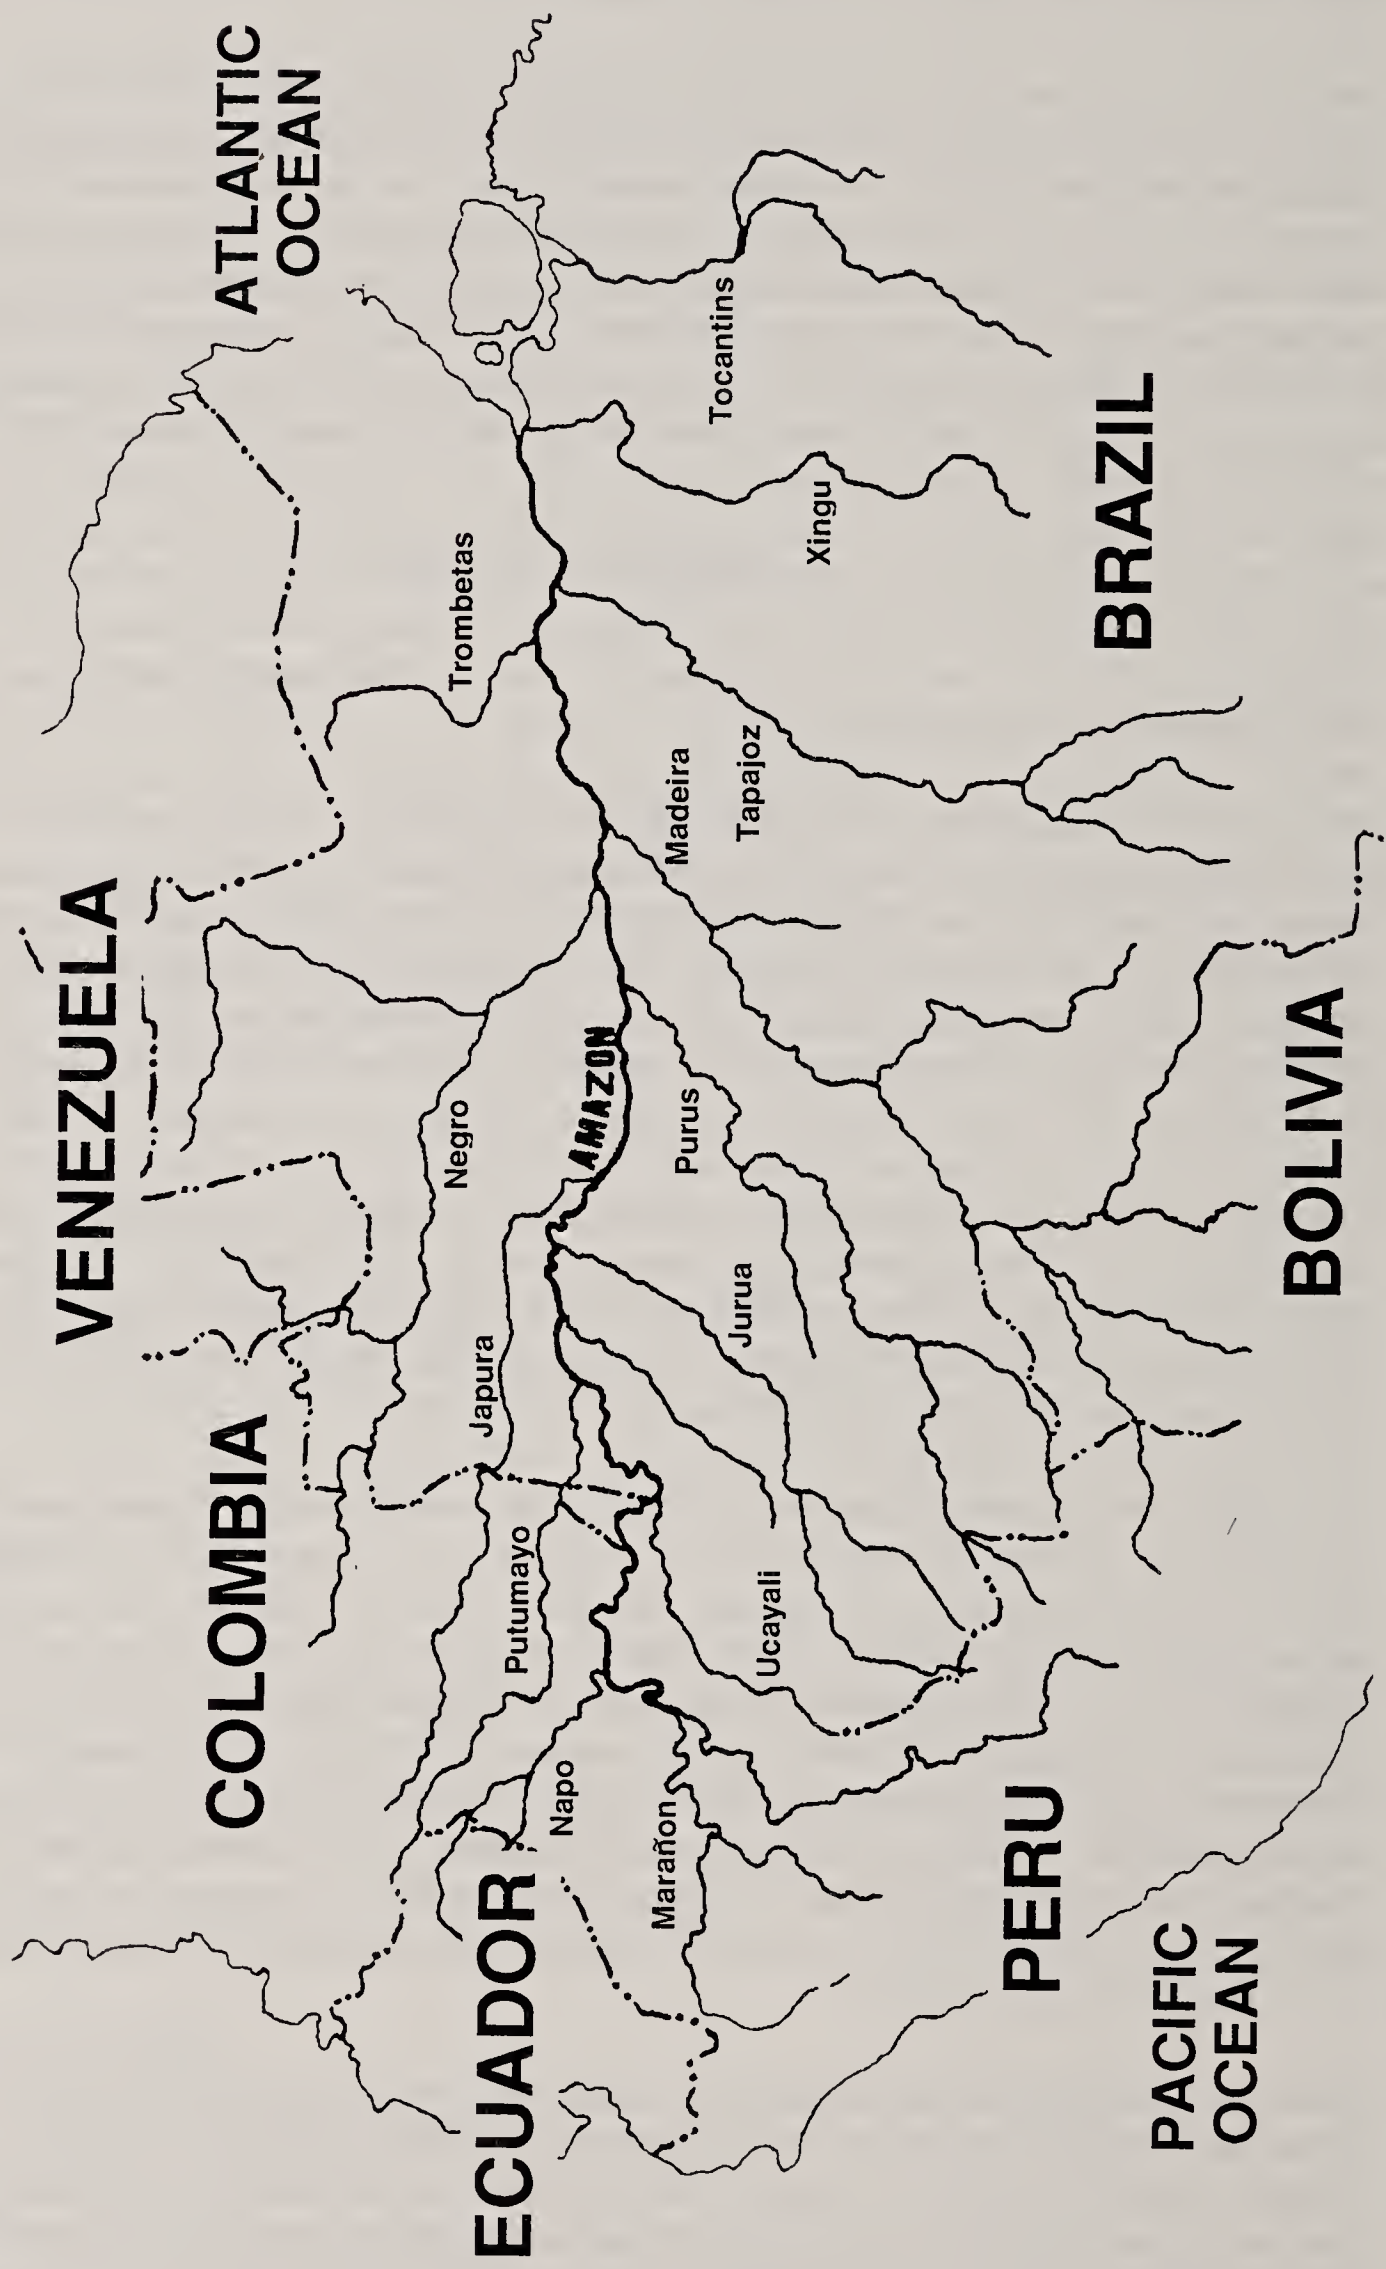 VENEZUELA
ATLANTIC
OCEAN
COLOMBIA
Trombetas
Negro
Japura
ECUADOR
Putumayo
Napo
AMAZON
Marañon
Madeira
Purus
Tocantins
Jurua
Tapajoz
Ucayali
Xingu
PERU
BRAZIL
PACIFIC
OCEAN
BOLIVIA